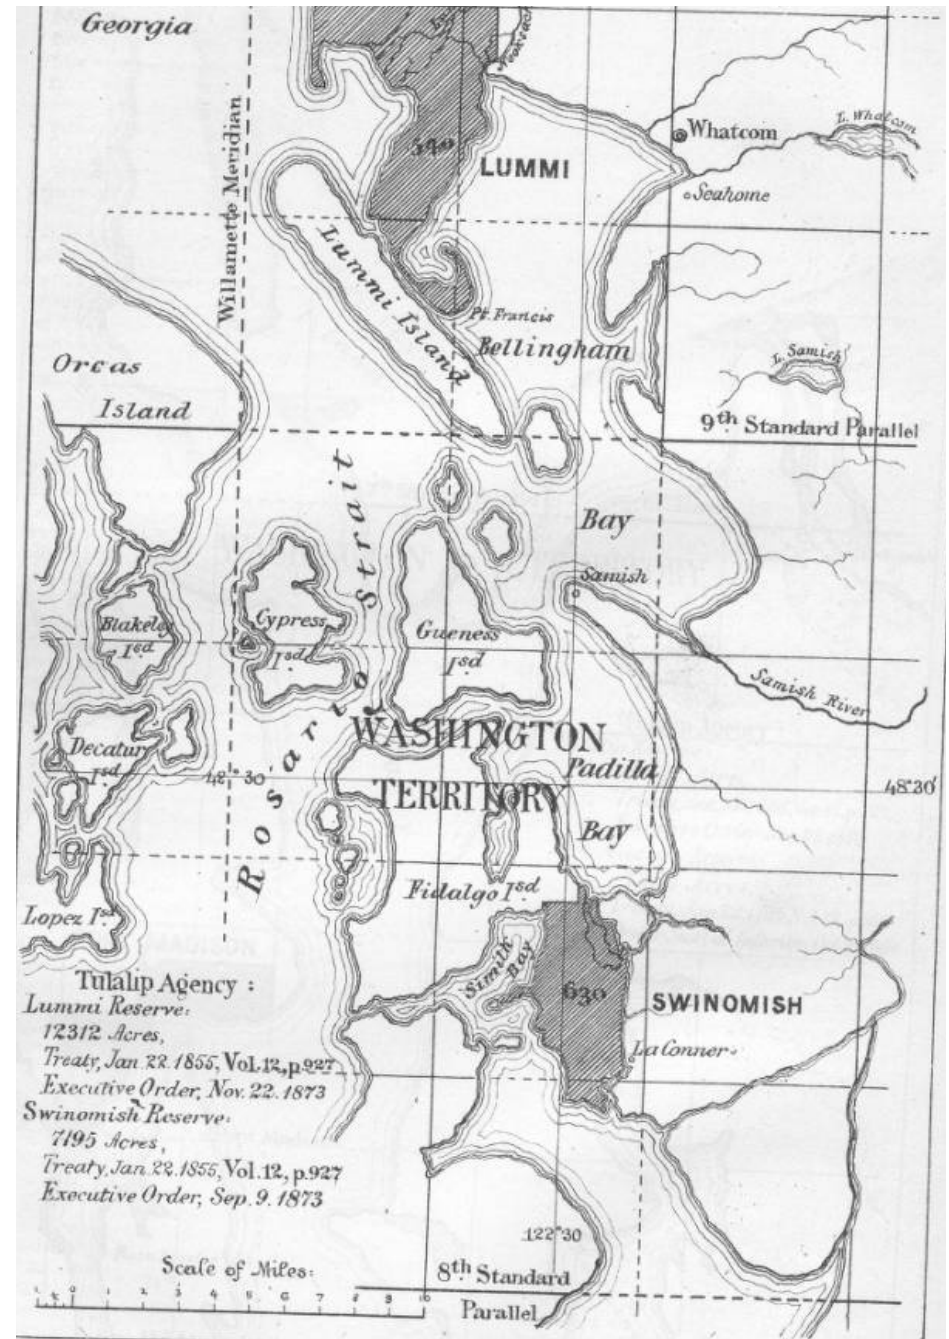 Georgia
Nooksack
L. Whatcom
Whatcom
340
LUMMI
Seahome
Willamette Meridian
Lummi Island
Pt. Francis
Bellingham
L. Samish
Orcas
Island
9th Standard Parallel
Strait
Bay
Samish
Blakeley
Isd
Cypress
Isd
Gueness
Isd
Samish River
Rosario
WASHINGTON
Decatur
Isd
42°30'
Padilla
TERRITORY
48°30'
Bay
Fidalgo Isd
Lopez Isd
Similk
Bay
630
SWINOMISH
Tulalip Agency:
Lummi Reserve:
12312 Acres,
Treaty, Jan. 22. 1855, Vol. 12, p. 927
Executive Order, Nov. 22. 1873
La Conner
Swinomish Reserve:
7195 Acres,
Treaty, Jan. 22. 1855, Vol. 12, p. 927
Executive Order, Sep. 9. 1873
122°30
Scale of Miles:
8th Standard
Parallel
1 0 1 2 3 4 5 6 7 8 9 10